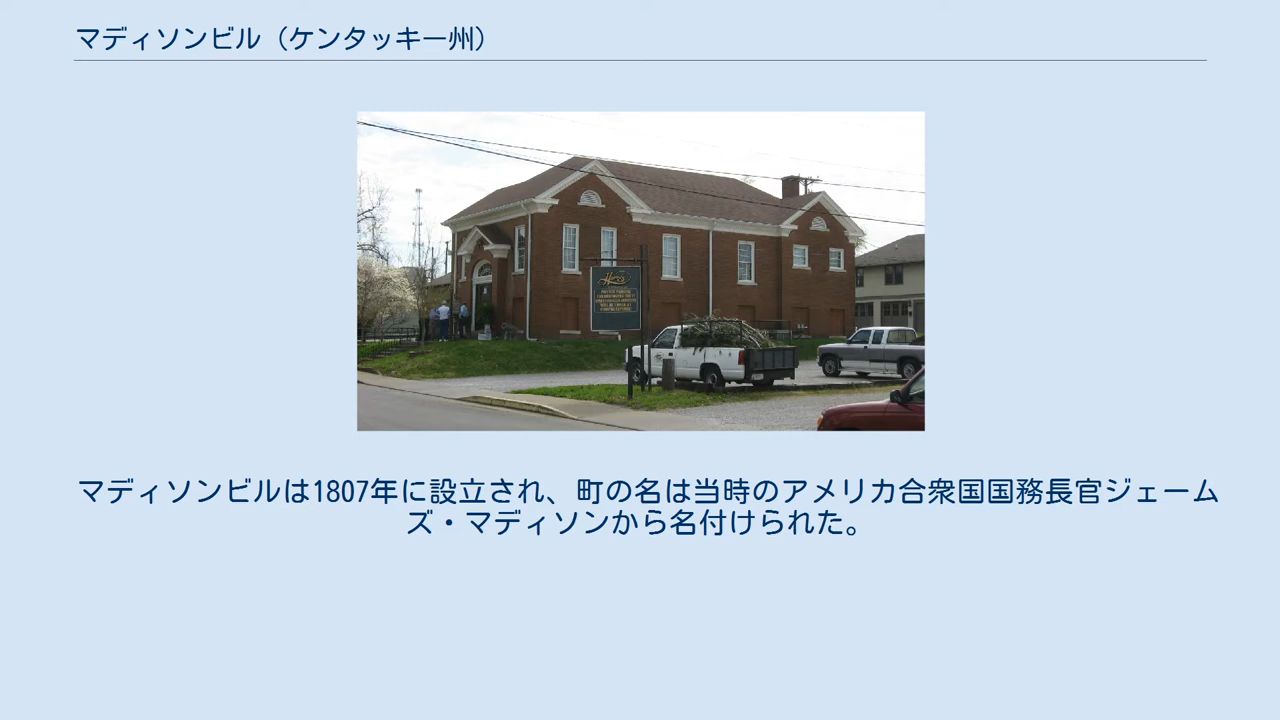 マディソンビル（ケンタッキー州）
マディソンビルは1807年に設立され、町の名は当時のアメリカ合衆国国務長官ジェーム
ズ・マディソンから名付けられた。